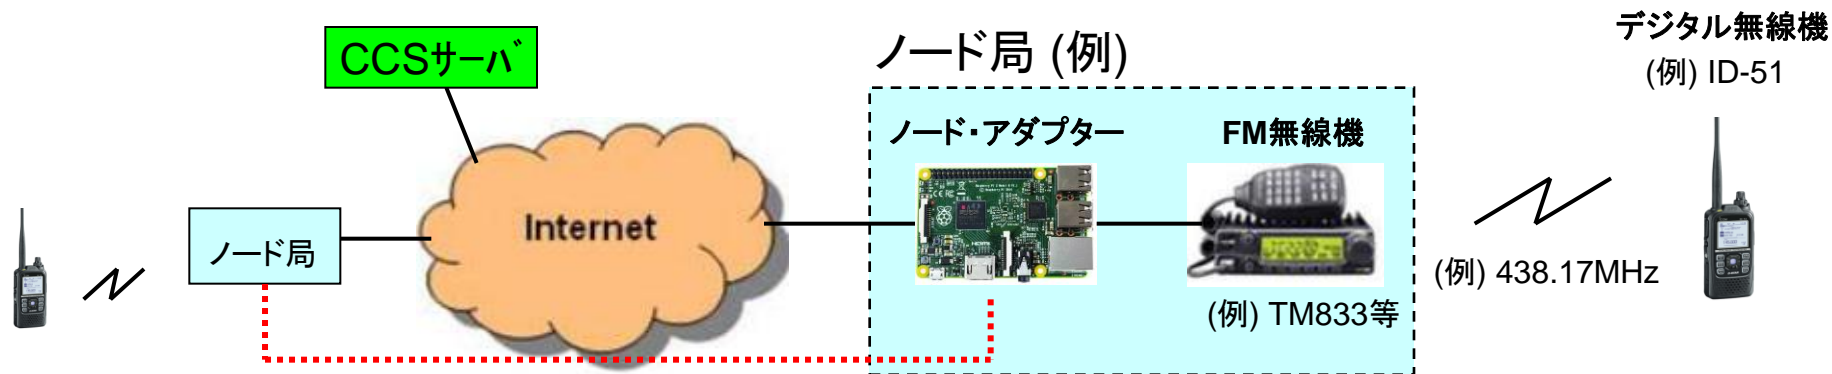 デジタル無線機
(例) ID-51
CCSサーバ
ノード局 (例)
ノード・アダプター
FM無線機
ノード局
Internet
(例) 438.17MHz
(例) TM833等